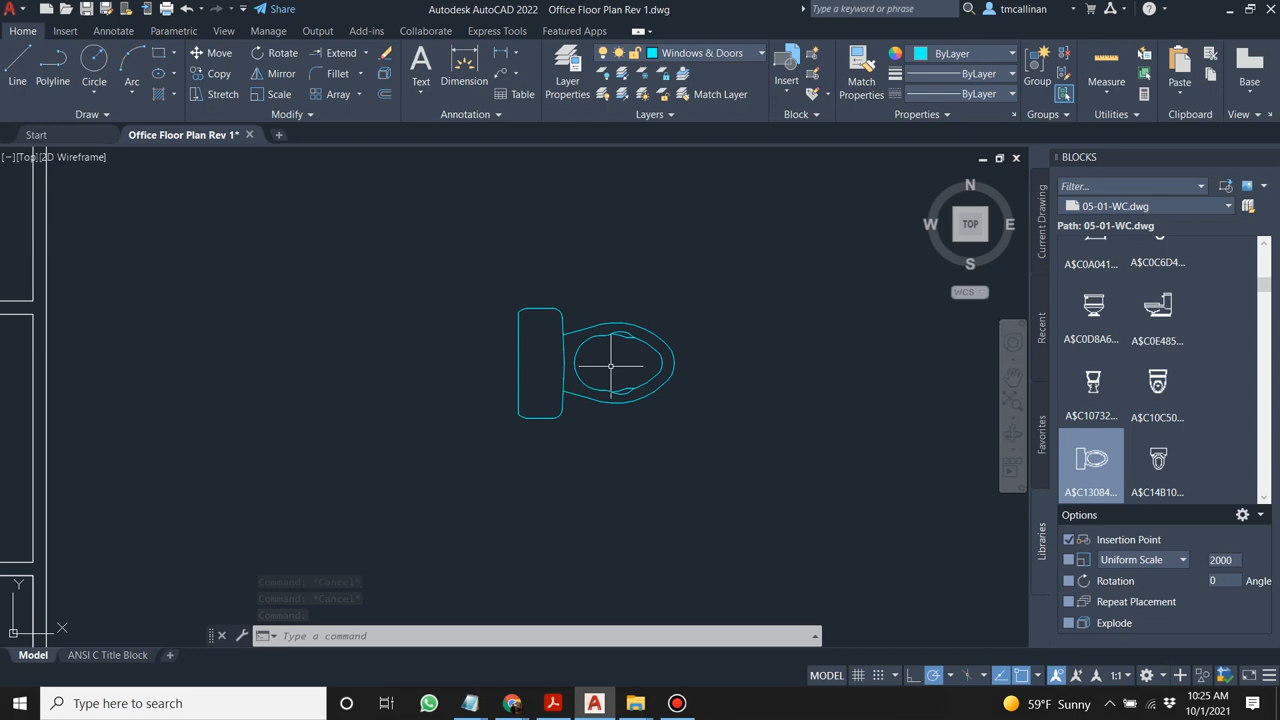 Share
Autodesk AutoCAD 2022 Office Floor Plan Rev 1.dwg
Type a keyword or phrase
tmcallinan
Home Insert Annotate Parametric View Manage Output Add-ins Collaborate Express Tools Featured Apps
Line Polyline Circle Arc
Move Rotate Extend
Copy Mirror Fillet
Stretch Scale Array
Text Dimension
Table
Layer Properties
Windows & Doors
Match Layer
Insert
Match Properties
ByLayer
ByLayer
ByLayer
Group
Measure
Paste
Base
Draw Modify Annotation Layers Block Properties Groups Utilities Clipboard View
Start Office Floor Plan Rev 1*
[−][Top][2D Wireframe]
N
W TOP E
S
WCS
BLOCKS
Filter...
05-01-WC.dwg
Path: 05-01-WC.dwg
A$C0A041... A$C0C6D4...
A$C0D8A6... A$C0E485...
A$C10732... A$C10C50...
A$C13084... A$C14B10...
Current Drawing
Recent
Favorites
Libraries
Options
Insertion Point
Uniform Scale 2000
Rotation 0 Angle
Repeat Placement
Explode
Y
X
Command: *Cancel*
Command: *Cancel*
Command:
Type a command
Model ANSI C Title Block
MODEL 1:1
Type here to search
59°F Sunny
10:25 AM
10/1/2021